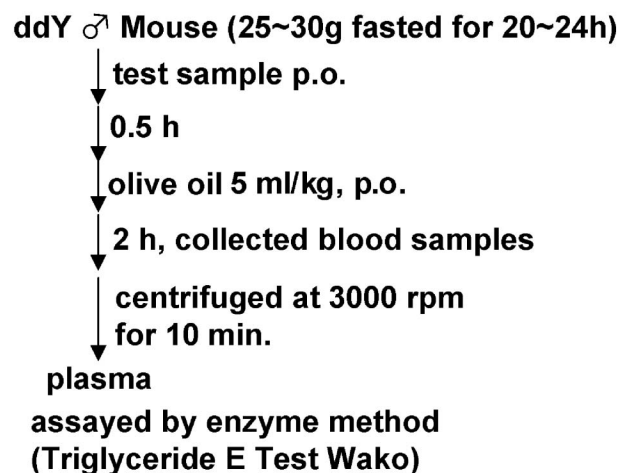 ddY ♂ Mouse (25~30g fasted for 20~24h)
test sample p.o.
0.5 h
olive oil 5 ml/kg, p.o.
2 h, collected blood samples
centrifuged at 3000 rpm
for 10 min.
plasma
assayed by enzyme method
(Triglyceride E Test Wako)